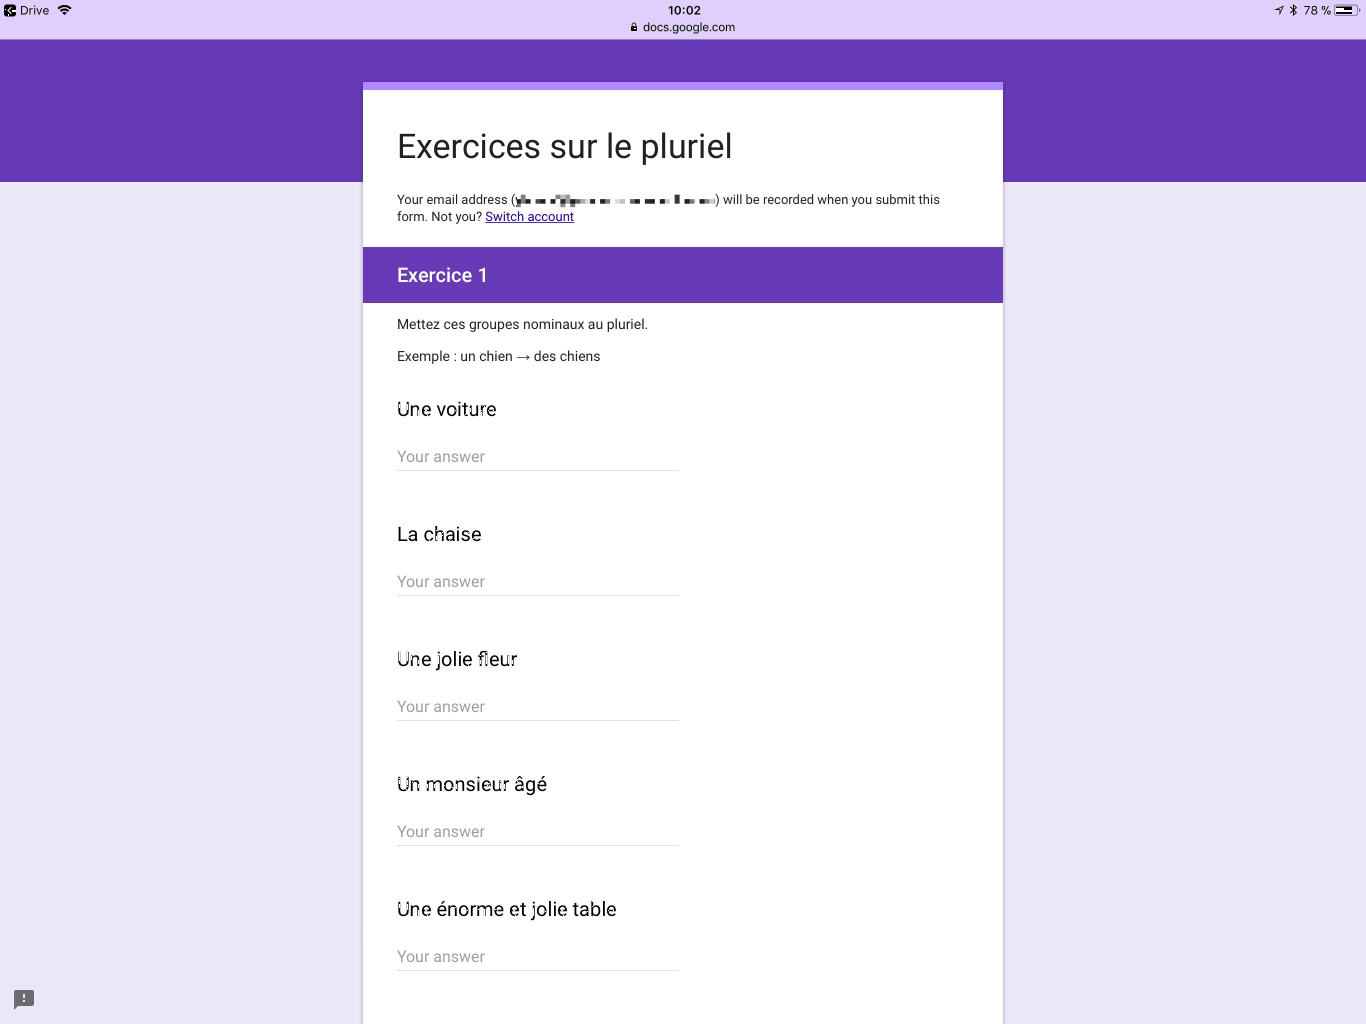 Drive
10:02
78 %
docs.google.com
Exercices sur le pluriel
Your email address () will be recorded when you submit this
form. Not you? Switch account
Exercice 1
Mettez ces groupes nominaux au pluriel.
Exemple : un chien → des chiens
Une voiture
Your answer
La chaise
Your answer
Une jolie fleur
Your answer
Un monsieur âgé
Your answer
Une énorme et jolie table
Your answer